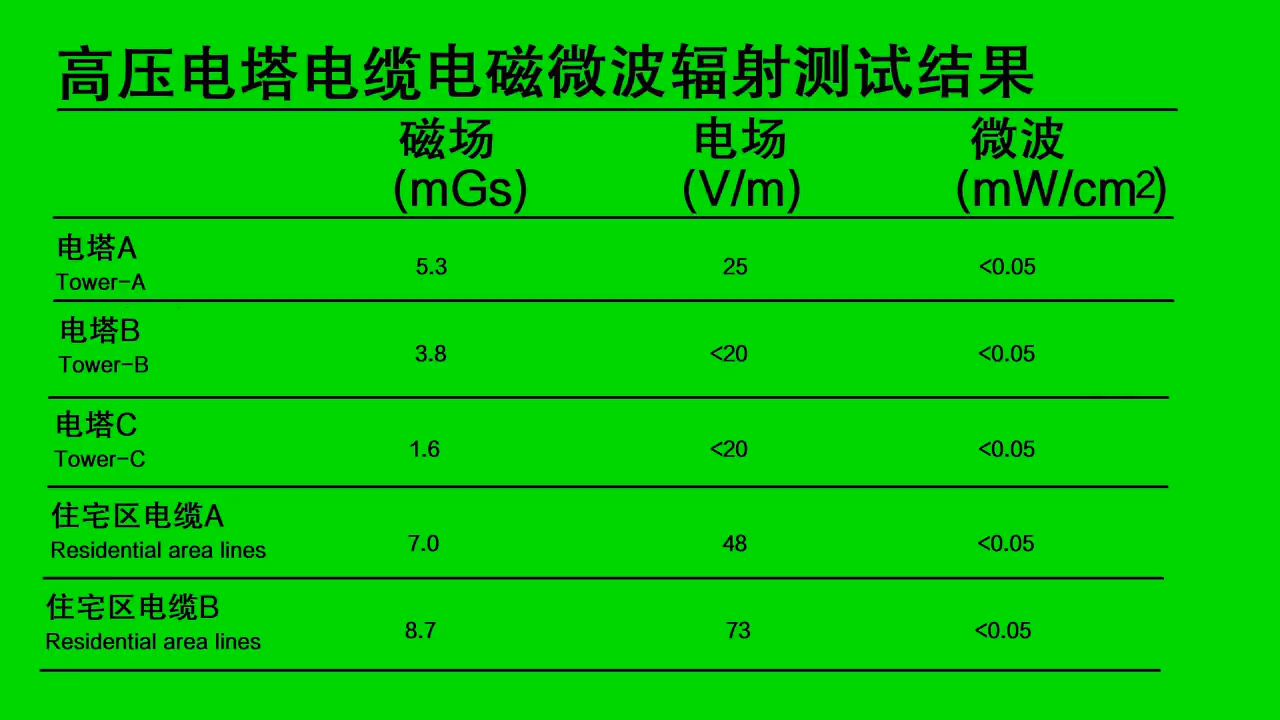 高压电塔电缆电磁微波辐射测试结果
磁场 电场 微波
(mGs) (V/m) (mW/cm2)
电塔A
Tower-A 5.3 25 <0.05
电塔B
Tower-B 3.8 <20 <0.05
电塔C
Tower-C 1.6 <20 <0.05
住宅区电缆A
Residential area lines 7.0 48 <0.05
住宅区电缆B
Residential area lines 8.7 73 <0.05